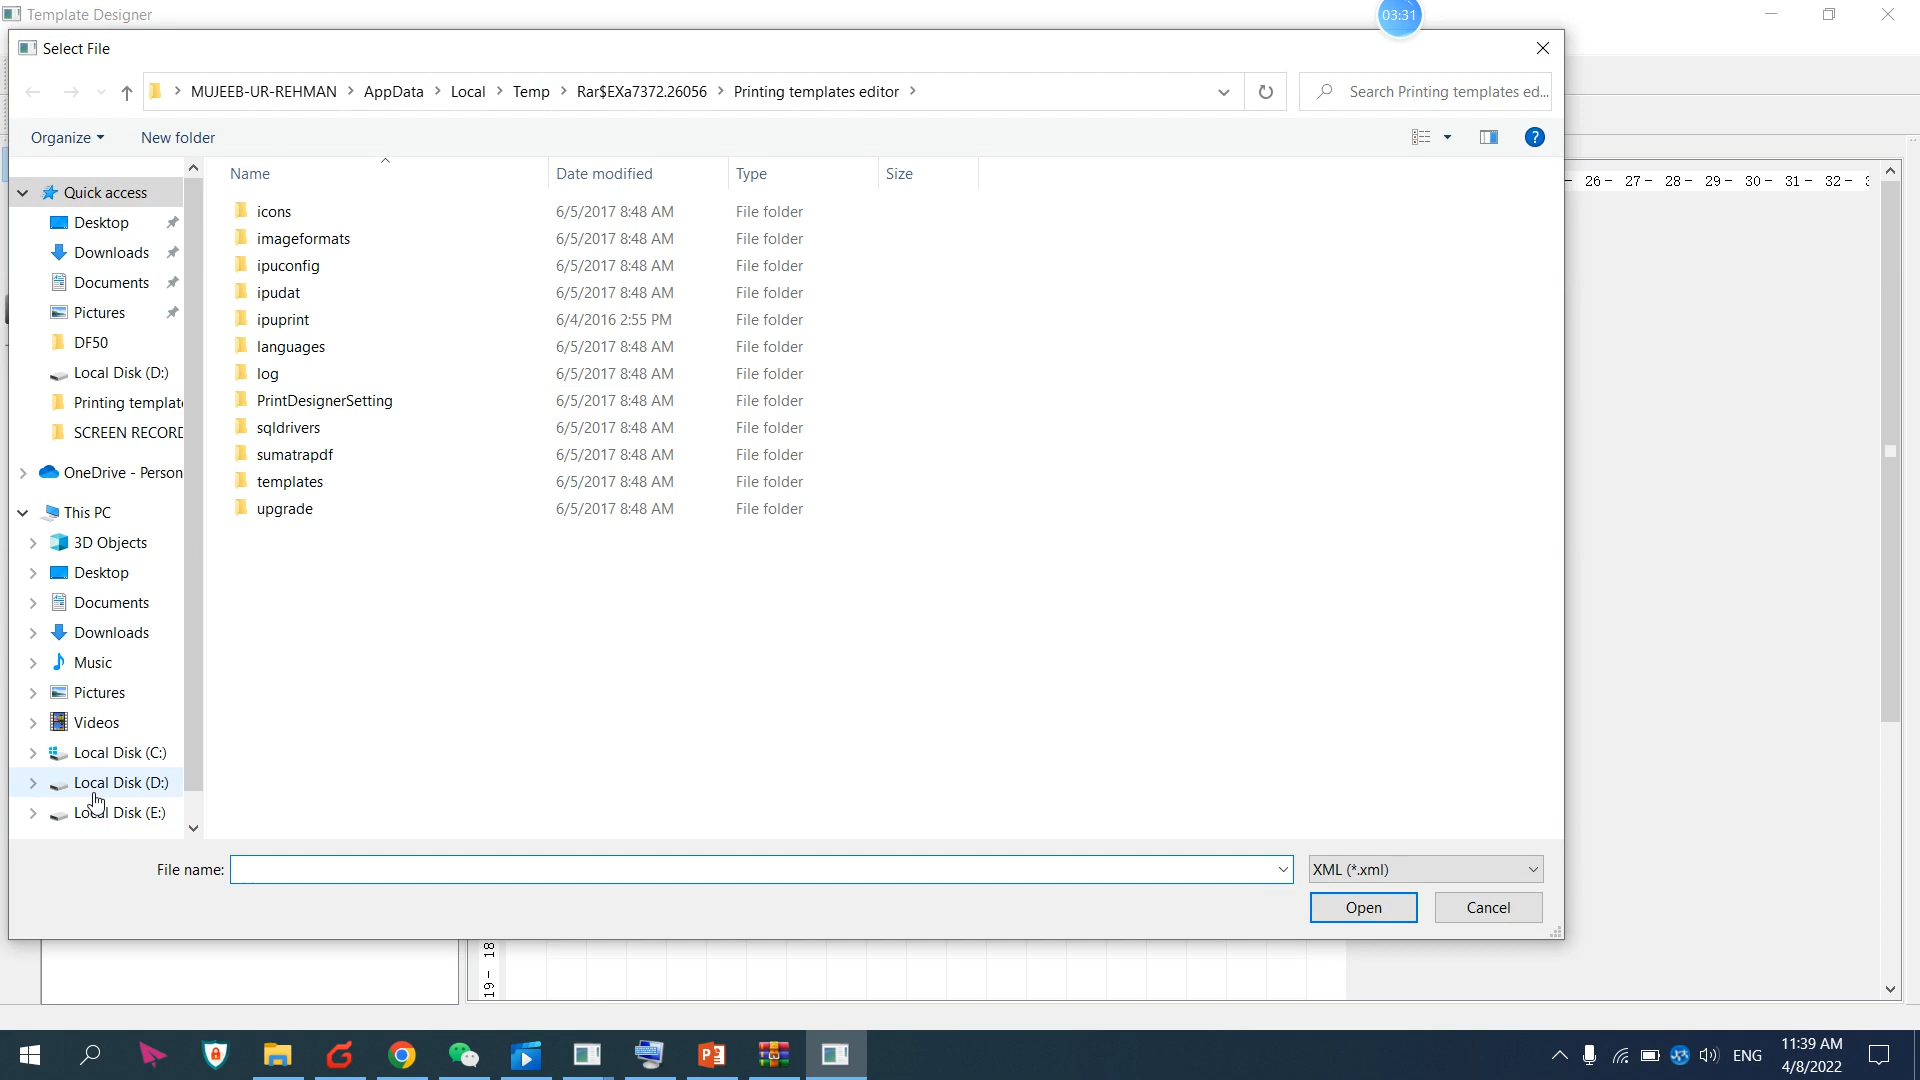 Template Designer
03:31
Select File
MUJEEB-UR-REHMAN > AppData > Local > Temp > Rar$EXa7372.26056 > Printing templates editor >
Search Printing templates ed...
Organize
New folder
Name Date modified Type Size
Quick access
Desktop
Downloads
Documents
Pictures
DF50
Local Disk (D:)
Printing templat
SCREEN RECORD
OneDrive - Person
This PC
3D Objects
Desktop
Documents
Downloads
Music
Pictures
Videos
Local Disk (C:)
Local Disk (D:)
Local Disk (E:)
icons 6/5/2017 8:48 AM File folder
imageformats 6/5/2017 8:48 AM File folder
ipuconfig 6/5/2017 8:48 AM File folder
ipudat 6/5/2017 8:48 AM File folder
ipuprint 6/4/2016 2:55 PM File folder
languages 6/5/2017 8:48 AM File folder
log 6/5/2017 8:48 AM File folder
PrintDesignerSetting 6/5/2017 8:48 AM File folder
sqldrivers 6/5/2017 8:48 AM File folder
sumatrapdf 6/5/2017 8:48 AM File folder
templates 6/5/2017 8:48 AM File folder
upgrade 6/5/2017 8:48 AM File folder
26 - 27 - 28 - 29 - 30 - 31 - 32 -
File name:
XML (*.xml)
Open
Cancel
19 - 18
ENG
11:39 AM
4/8/2022